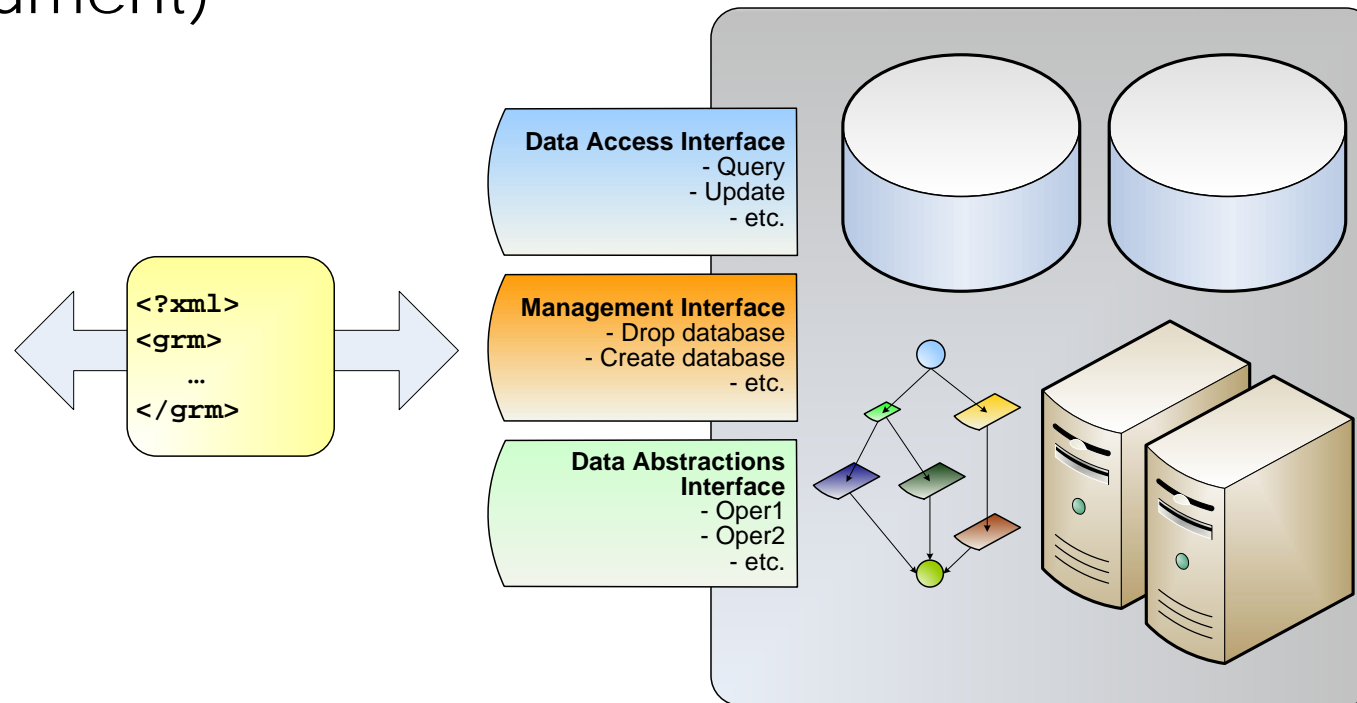 <?xml>
<grm>
…
</grm>
Data Access Interface
- Query
- Update
- etc.
Management Interface
- Drop database
- Create database
- etc.
Data Abstractions
Interface
- Oper1
- Oper2
- etc.